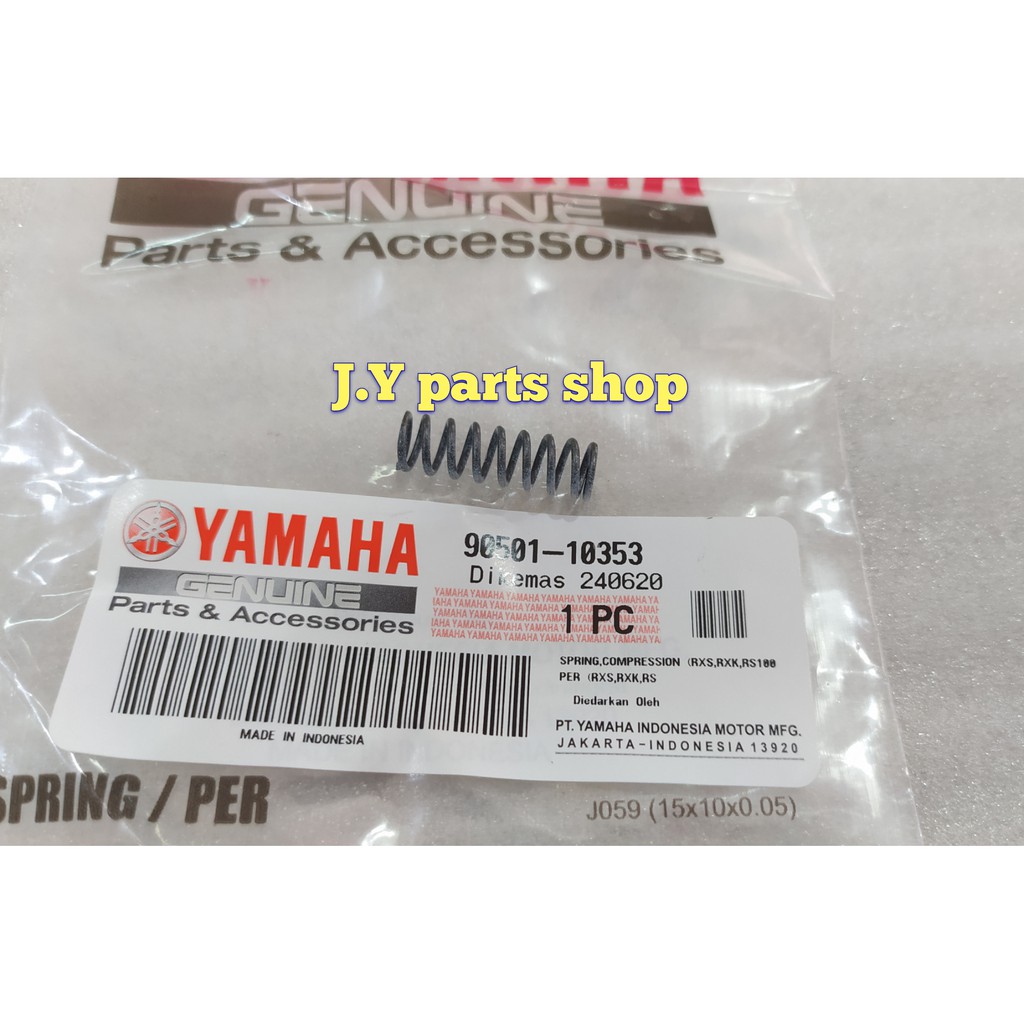 GENUINE
Parts & Accessories
J.Y parts shop
YAMAHA
GENUINE
Parts & Accessories
MADE IN INDONESIA
90501-10353
Dikemas 240620
1 PC
SPRING,COMPRESSION (RXS,RXK,RS100
PER (RXS,RXK,RS
Diedarkan Oleh
PT. YAMAHA INDONESIA MOTOR MFG.
JAKARTA-INDONESIA 13920
SPRING / PER
J059 (15x10x0.05)